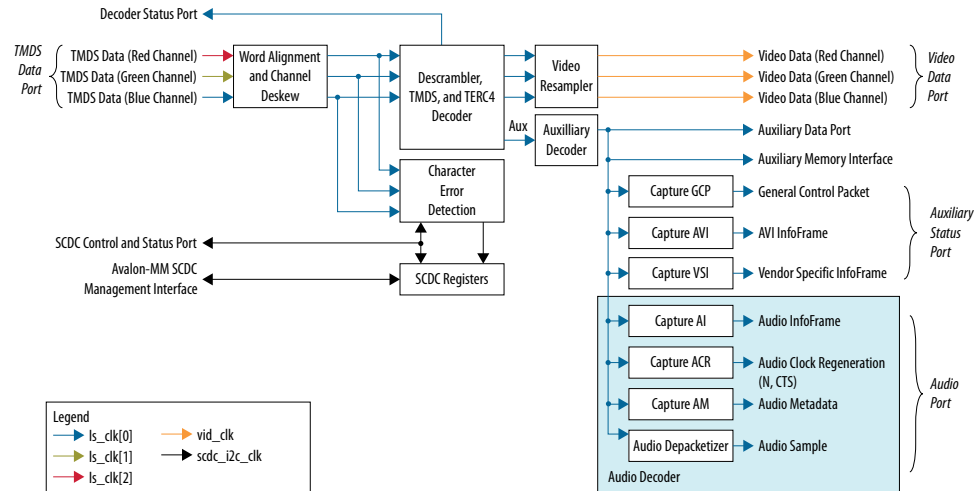 Decoder Status Port
TMDS
Data
Port
TMDS Data (Red Channel)
TMDS Data (Green Channel)
TMDS Data (Blue Channel)
Word Alignment
and Channel
Deskew
Descrambler,
TMDS, and TERC4
Decoder
Video
Resampler
Video Data (Red Channel)
Video Data (Green Channel)
Video Data (Blue Channel)
Video
Data
Port
Aux
Auxilliary
Decoder
Auxiliary Data Port
Auxiliary Memory Interface
Character
Error
Detection
Capture GCP
General Control Packet
Capture AVI
AVI InfoFrame
Capture VSI
Vendor Specific InfoFrame
Auxiliary
Status
Port
SCDC Control and Status Port
Avalon-MM SCDC
Management Interface
SCDC Registers
Capture AI
Audio InfoFrame
Capture ACR
Audio Clock Regeneration
(N, CTS)
Capture AM
Audio Metadata
Audio Depacketizer
Audio Sample
Audio Decoder
Audio
Port
Legend
ls_clk[0]
ls_clk[1]
ls_clk[2]
vid_clk
scdc_i2c_clk